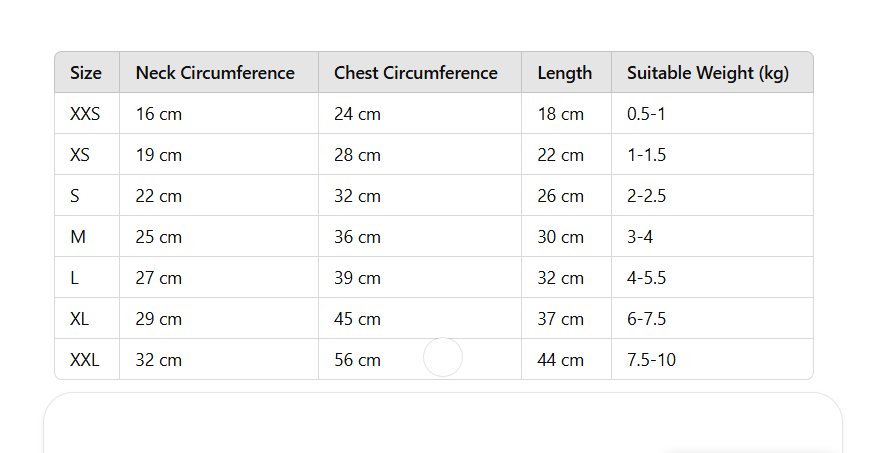 Size Neck Circumference Chest Circumference Length Suitable Weight (kg)
XXS 16 cm 24 cm 18 cm 0.5-1
XS 19 cm 28 cm 22 cm 1-1.5
S 22 cm 32 cm 26 cm 2-2.5
M 25 cm 36 cm 30 cm 3-4
L 27 cm 39 cm 32 cm 4-5.5
XL 29 cm 45 cm 37 cm 6-7.5
XXL 32 cm 56 cm 44 cm 7.5-10